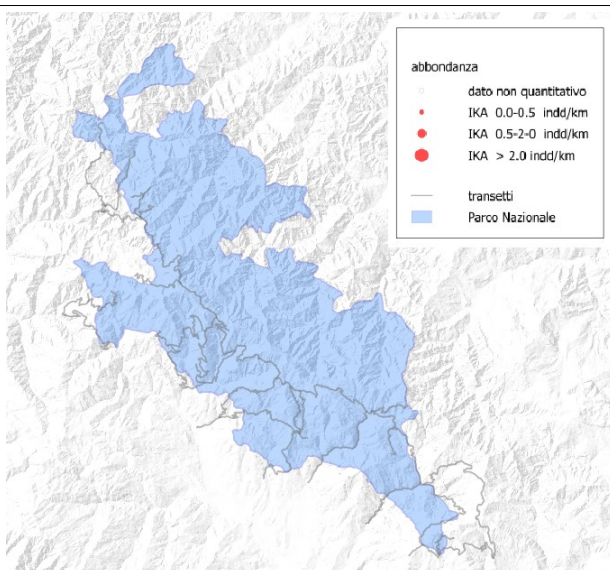 abbondanza
dato non quantitativo
IKA 0.0-0.5 indd/km
IKA 0.5-2-0 indd/km
IKA > 2.0 indd/km
transetti
Parco Nazionale